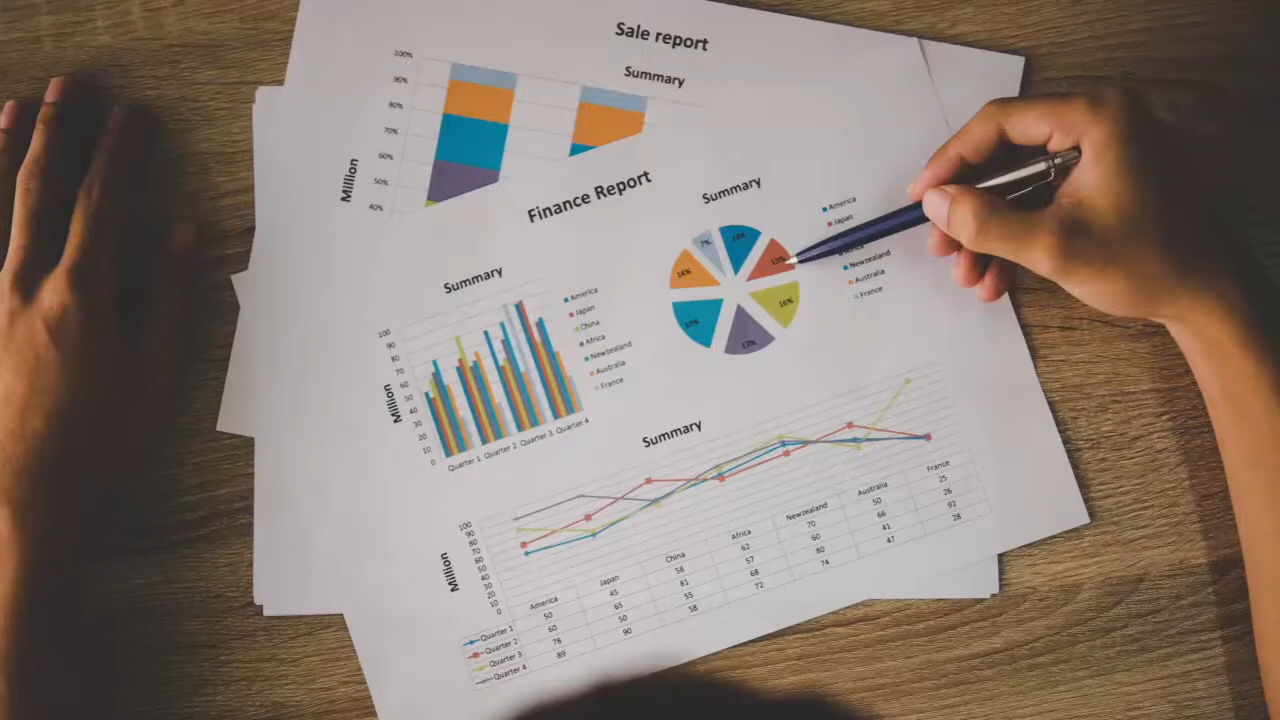 Sale report
Summary
100%
90%
80%
70%
60%
50%
40%
Million
Finance Report
Summary
7%
14%
13%
14%
16%
19%
17%
America
Japan
Newzealand
Australia
France
Summary
100
90
80
70
60
50
40
30
20
10
0
Million
Quarter 1 Quarter 2 Quarter 3 Quarter 4
America
Japan
China
Africa
Newzealand
Australia
France
Summary
100
90
80
70
60
50
40
30
20
10
0
Million
America Japan China Africa Newzealand Australia France
Quarter 1 50 45 58 62 70 50 25
Quarter 2 60 65 81 57 60 66 26
Quarter 3 78 50 55 68 80 41 92
Quarter 4 89 90 58 72 74 47 28